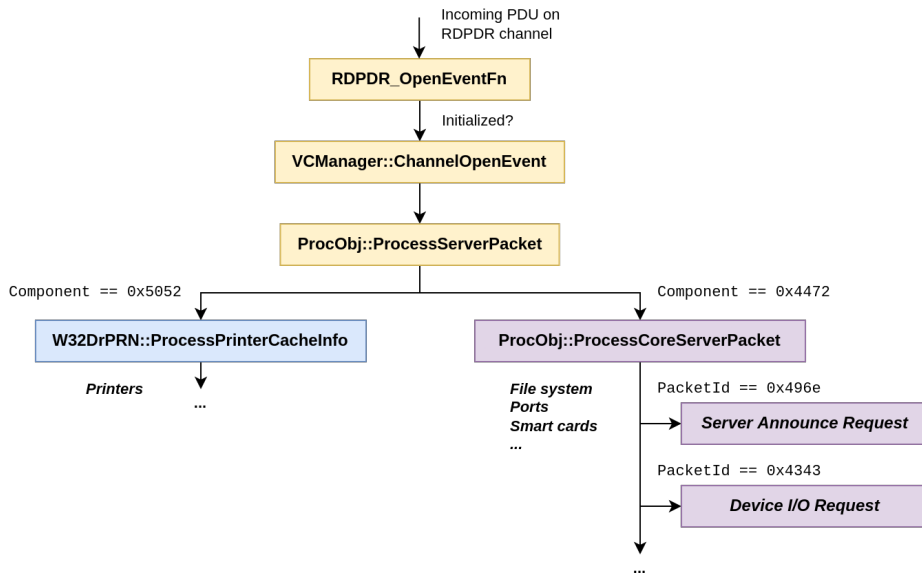 Incoming PDU on
RDPDR channel
RDPDR_OpenEventFn
Initialized?
VCManager::ChannelOpenEvent
ProcObj::ProcessServerPacket
Component == 0x5052
Component == 0x4472
W32DrPRN::ProcessPrinterCacheInfo
ProcObj::ProcessCoreServerPacket
Printers
...
File system
Ports
Smart cards
...
PacketId == 0x496e
Server Announce Request
PacketId == 0x4343
Device I/O Request
...